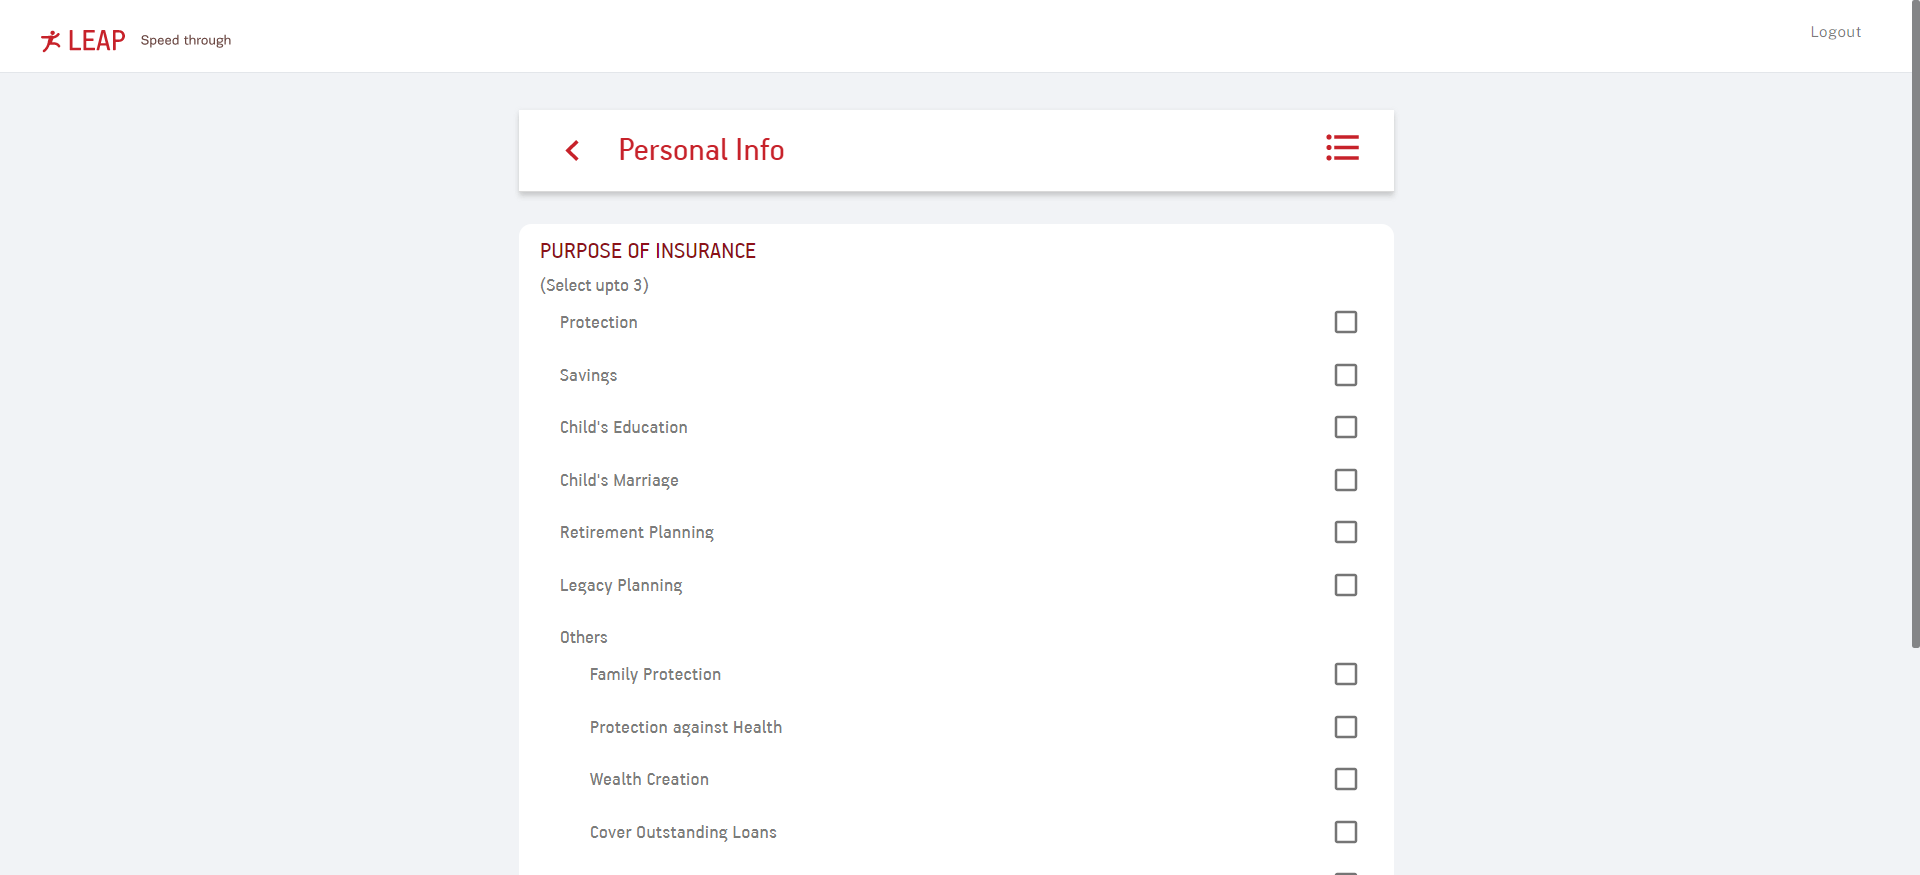 LEAP Speed through
Logout
Personal Info
PURPOSE OF INSURANCE
(Select upto 3)
Protection
Savings
Child's Education
Child's Marriage
Retirement Planning
Legacy Planning
Others
Family Protection
Protection against Health
Wealth Creation
Cover Outstanding Loans